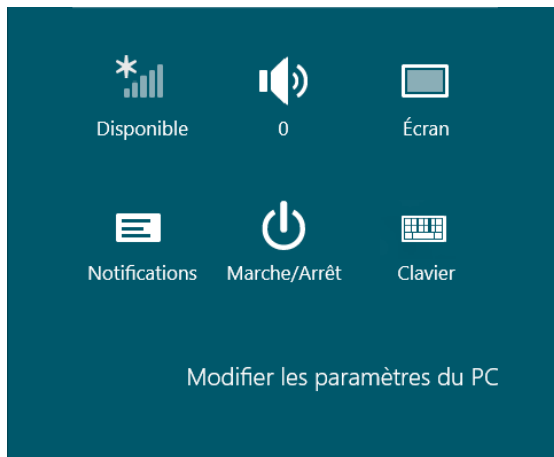 Disponible
0
Écran
Notifications
Marche/Arrêt
Clavier
Modifier les paramètres du PC